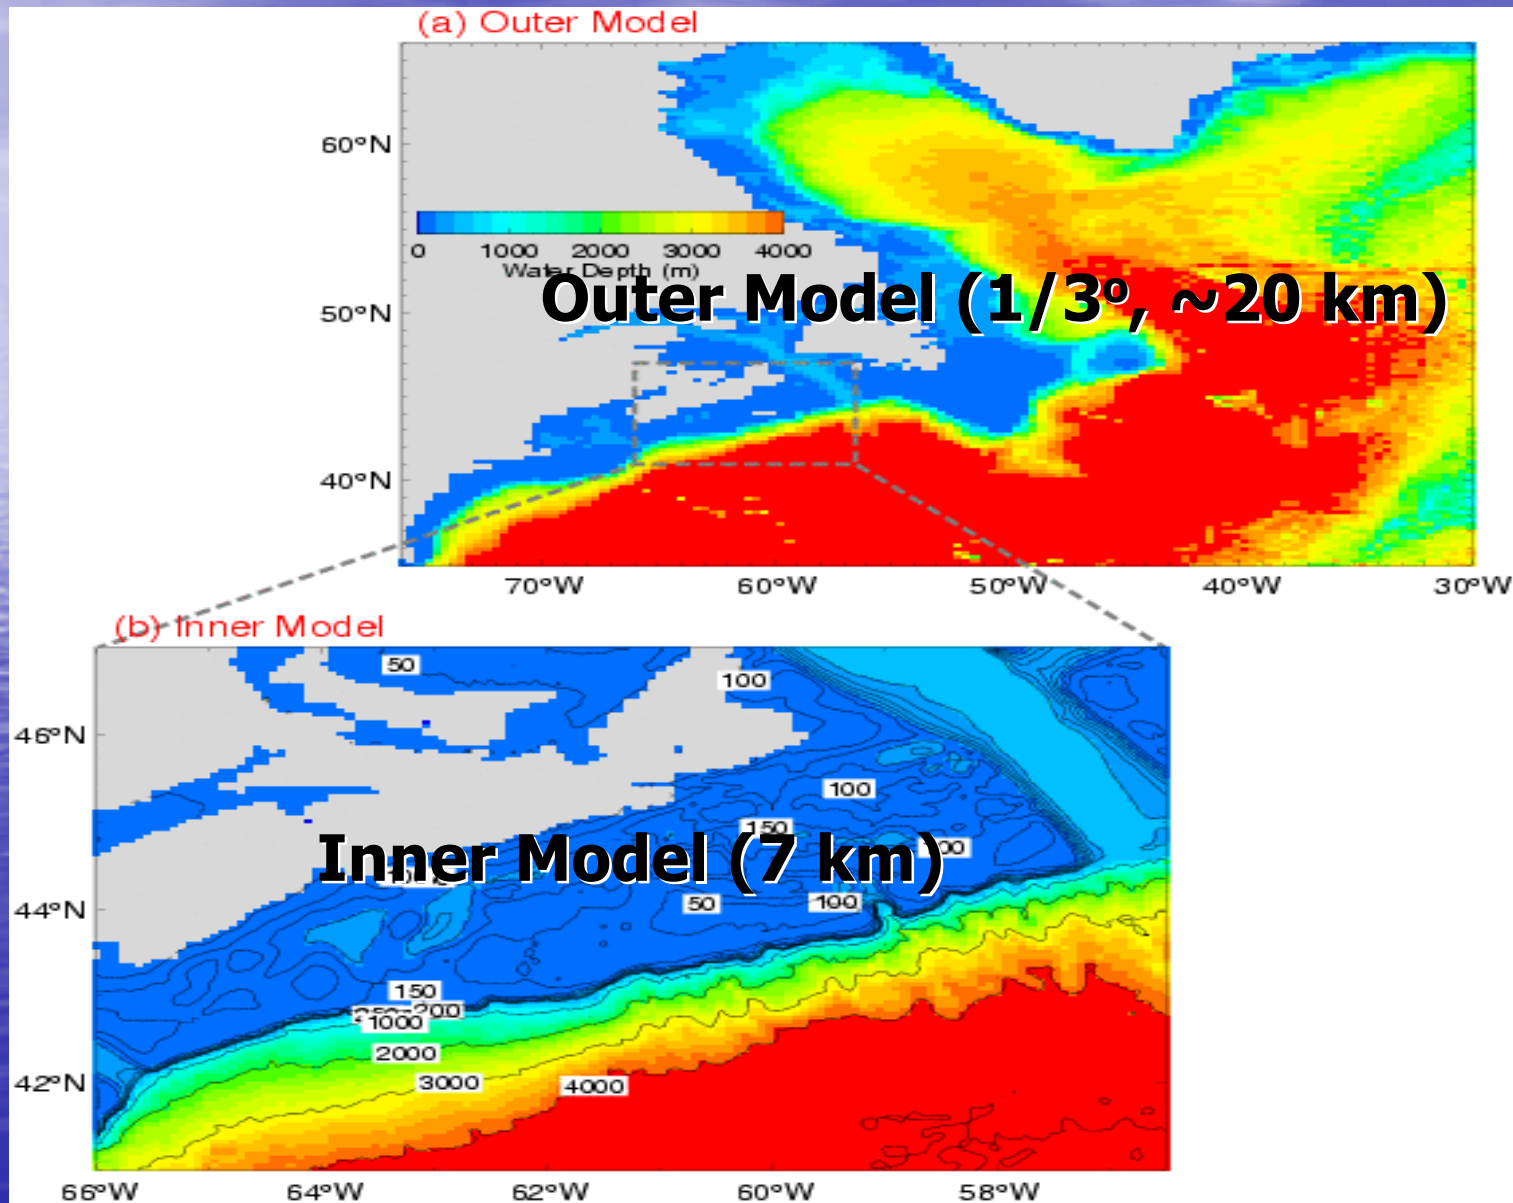 (a) Outer Model
60°N
0 1000 2000 3000 4000
Water Depth (m)
Outer Model (1/3º, ~20 km)
50°N
40°N
70°W 60°W 50°W 40°W 30°W
(b) Inner Model
50
100
46°N
100
150
Inner Model (7 km)
50 100
44°N
150
200
1000
2000
3000 4000
42°N
66°W 64°W 62°W 60°W 58°W